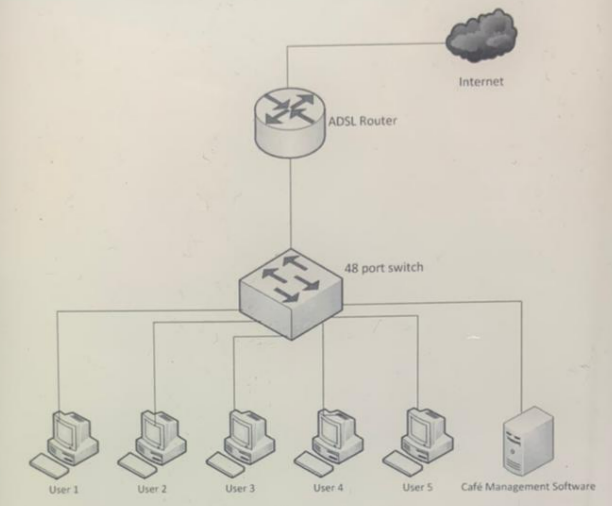 Internet
ADSL Router
48 port switch
User 1
User 2
User 3
User 4
User 5
Café Management Software